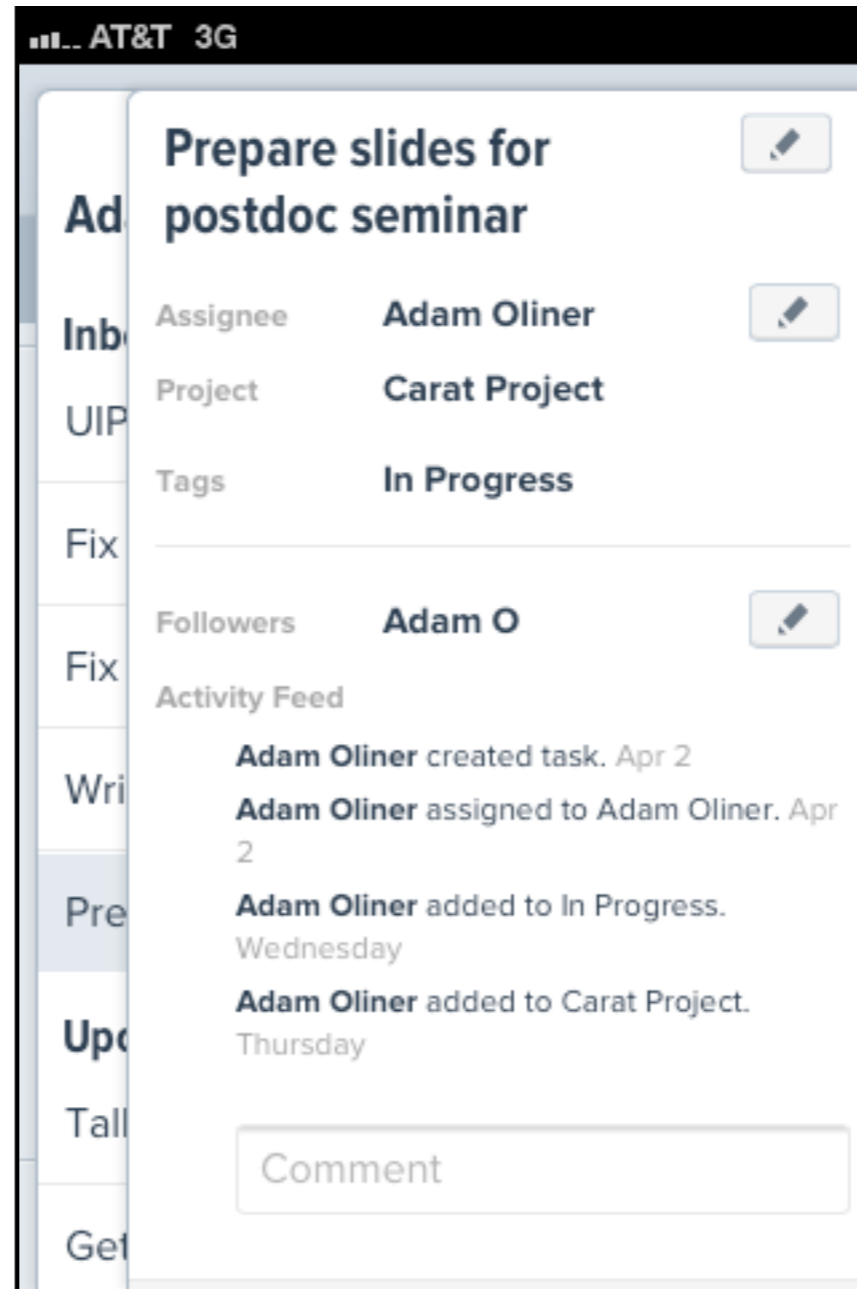 AT&T 3G
Prepare slides for
postdoc seminar
Ad
Inb
UIP
Fix
Fix
Wri
Pre
Upd
Tall
Get
Assignee Adam Oliner
Project Carat Project
Tags In Progress
Followers Adam O
Activity Feed
Adam Oliner created task. Apr 2
Adam Oliner assigned to Adam Oliner. Apr
2
Adam Oliner added to In Progress.
Wednesday
Adam Oliner added to Carat Project.
Thursday
Comment